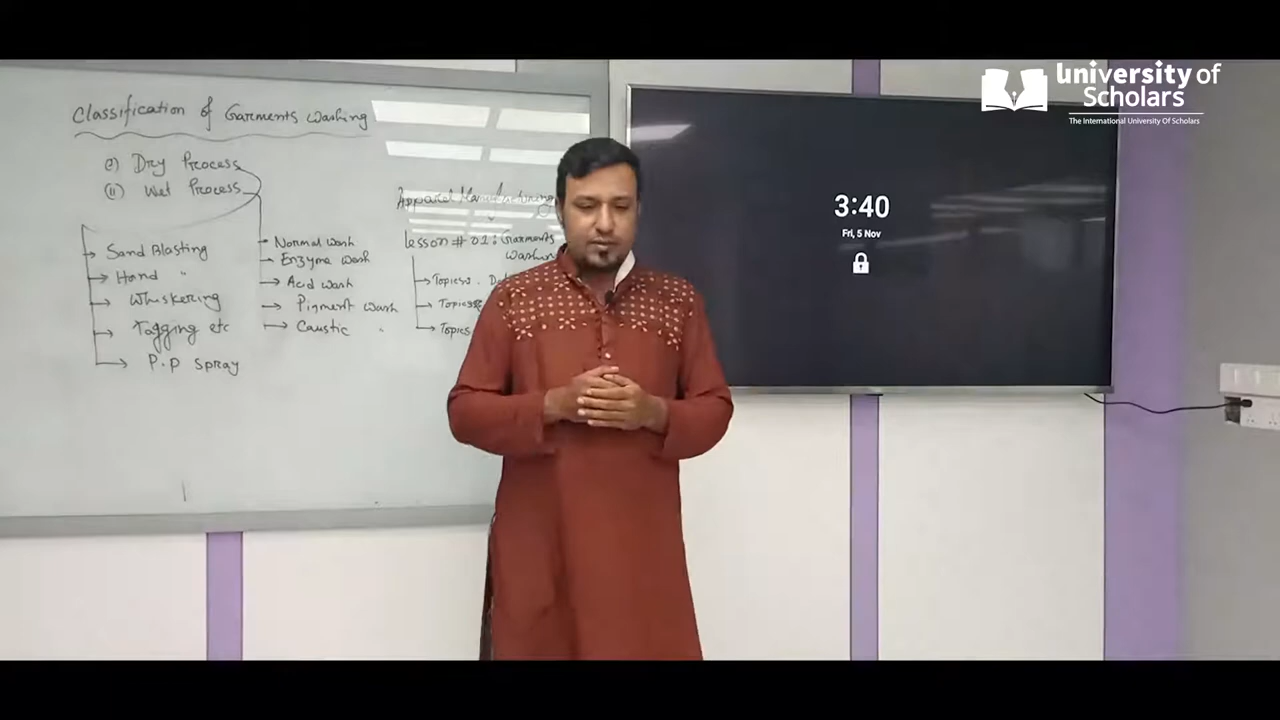 Classification of Garments Washing
(i) Dry Process
(ii) Wet Process
Sand Blasting
Hand "
Whiskering
Tagging etc
P.P Spray
Normal Wash
Enzyme Wash
Acid Wash
Pigment Wash
Caustic "
Apparel Manufacturing
Lesson # 01: Garments
Washing
Topics
Topics
Topics
3:40
Fri, 5 Nov
University of
Scholars
The International University Of Scholars